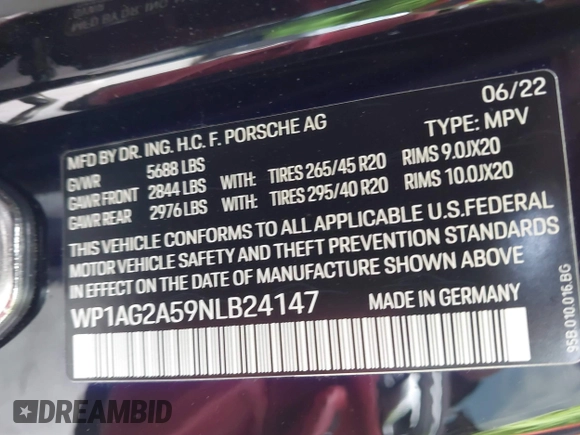 06/22
MFD BY DR. ING. H.C. F. PORSCHE AG TYPE: MPV
GVWR 5688 LBS
GAWR FRONT 2844 LBS WITH: TIRES 265/45 R20 RIMS 9.0JX20
GAWR REAR 2976 LBS WITH: TIRES 295/40 R20 RIMS 10.0JX20
THIS VEHICLE CONFORMS TO ALL APPLICABLE U.S.FEDERAL
MOTOR VEHICLE SAFETY AND THEFT PREVENTION STANDARDS
IN EFFECT ON THE DATE OF MANUFACTURE SHOWN ABOVE
WP1AG2A59NLB24147 MADE IN GERMANY
95B.010.016.BG
DREAMBID